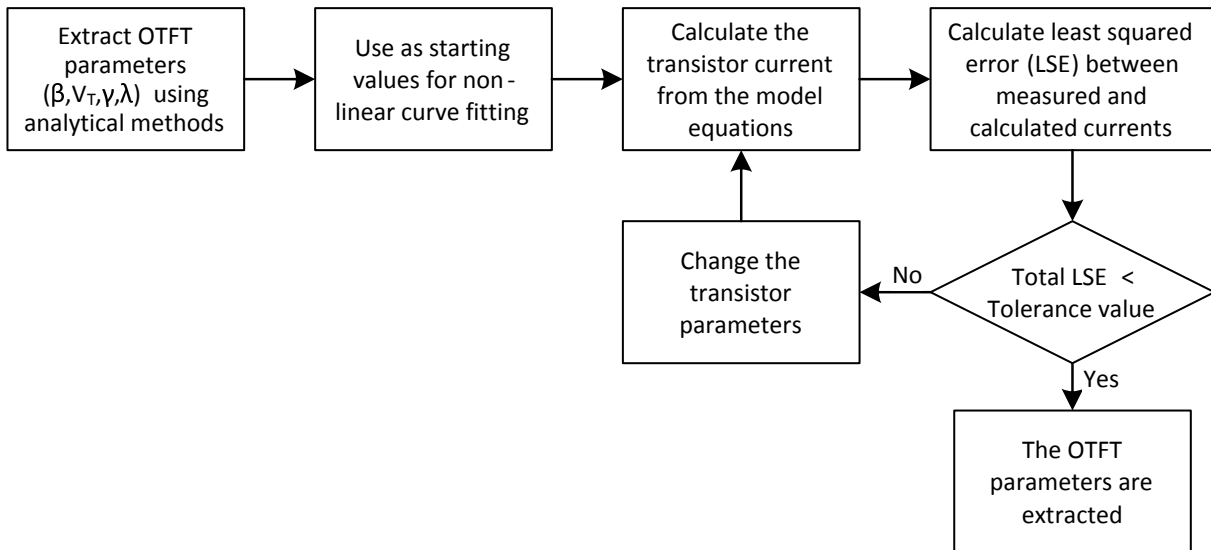 Extract OTFT
parameters
(β,V_T,γ,λ) using
analytical methods
Use as starting
values for non-
linear curve fitting
Calculate the
transistor current
from the model
equations
Calculate least squared
error (LSE) between
measured and
calculated currents
Change the
transistor
parameters
No
Total LSE <
Tolerance value
Yes
The OTFT
parameters are
extracted